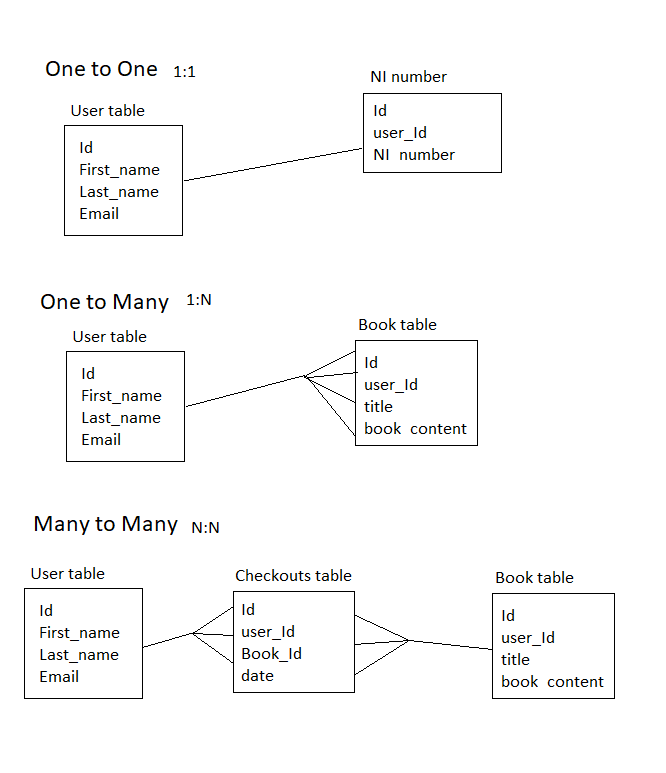 One to One 1:1
User table
Id
First_name
Last_name
Email
NI number
Id
user_Id
NI number
One to Many 1:N
User table
Id
First_name
Last_name
Email
Book table
Id
user_Id
title
book content
Many to Many N:N
User table
Id
First_name
Last_name
Email
Checkouts table
Id
user_Id
Book_Id
date
Book table
Id
user_Id
title
book content